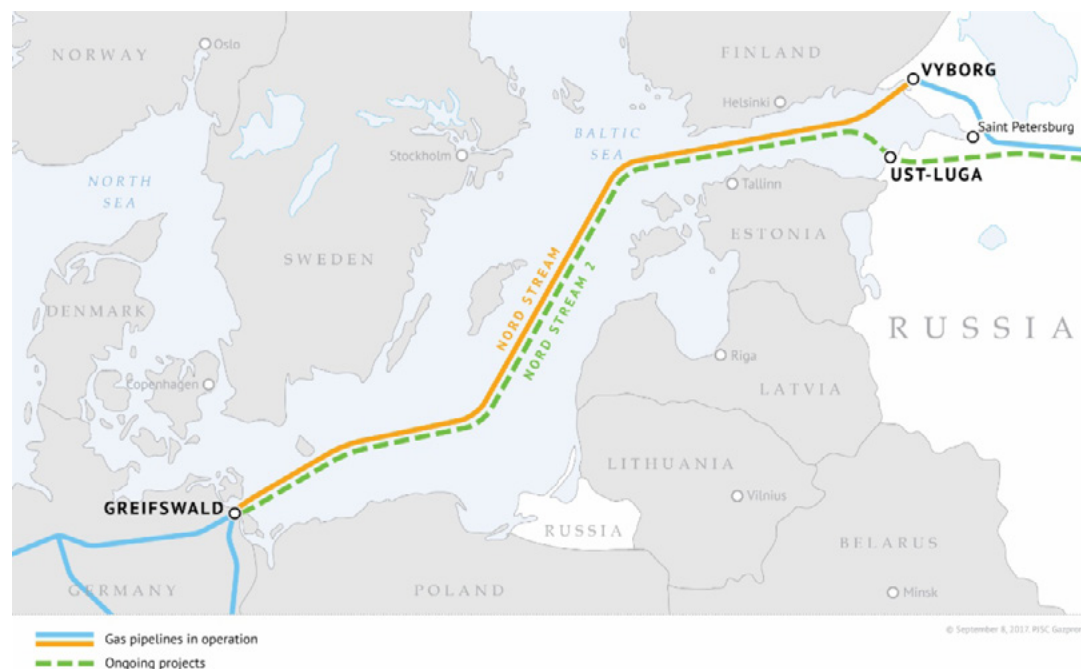 NORWAY
Oslo
FINLAND
VYBORG
Helsinki
Saint Petersburg
BALTIC
SEA
Stockholm
UST-LUGA
NORTH
SEA
Tallinn
ESTONIA
SWEDEN
NORD STREAM
NORD STREAM 2
DENMARK
RUSSIA
Riga
Copenhagen
LATVIA
LITHUANIA
Vilnius
GREIFSWALD
RUSSIA
BELARUS
GERMANY
POLAND
Minsk
Gas pipelines in operation
© September 8, 2017. PJSC Gazprom
Ongoing projects